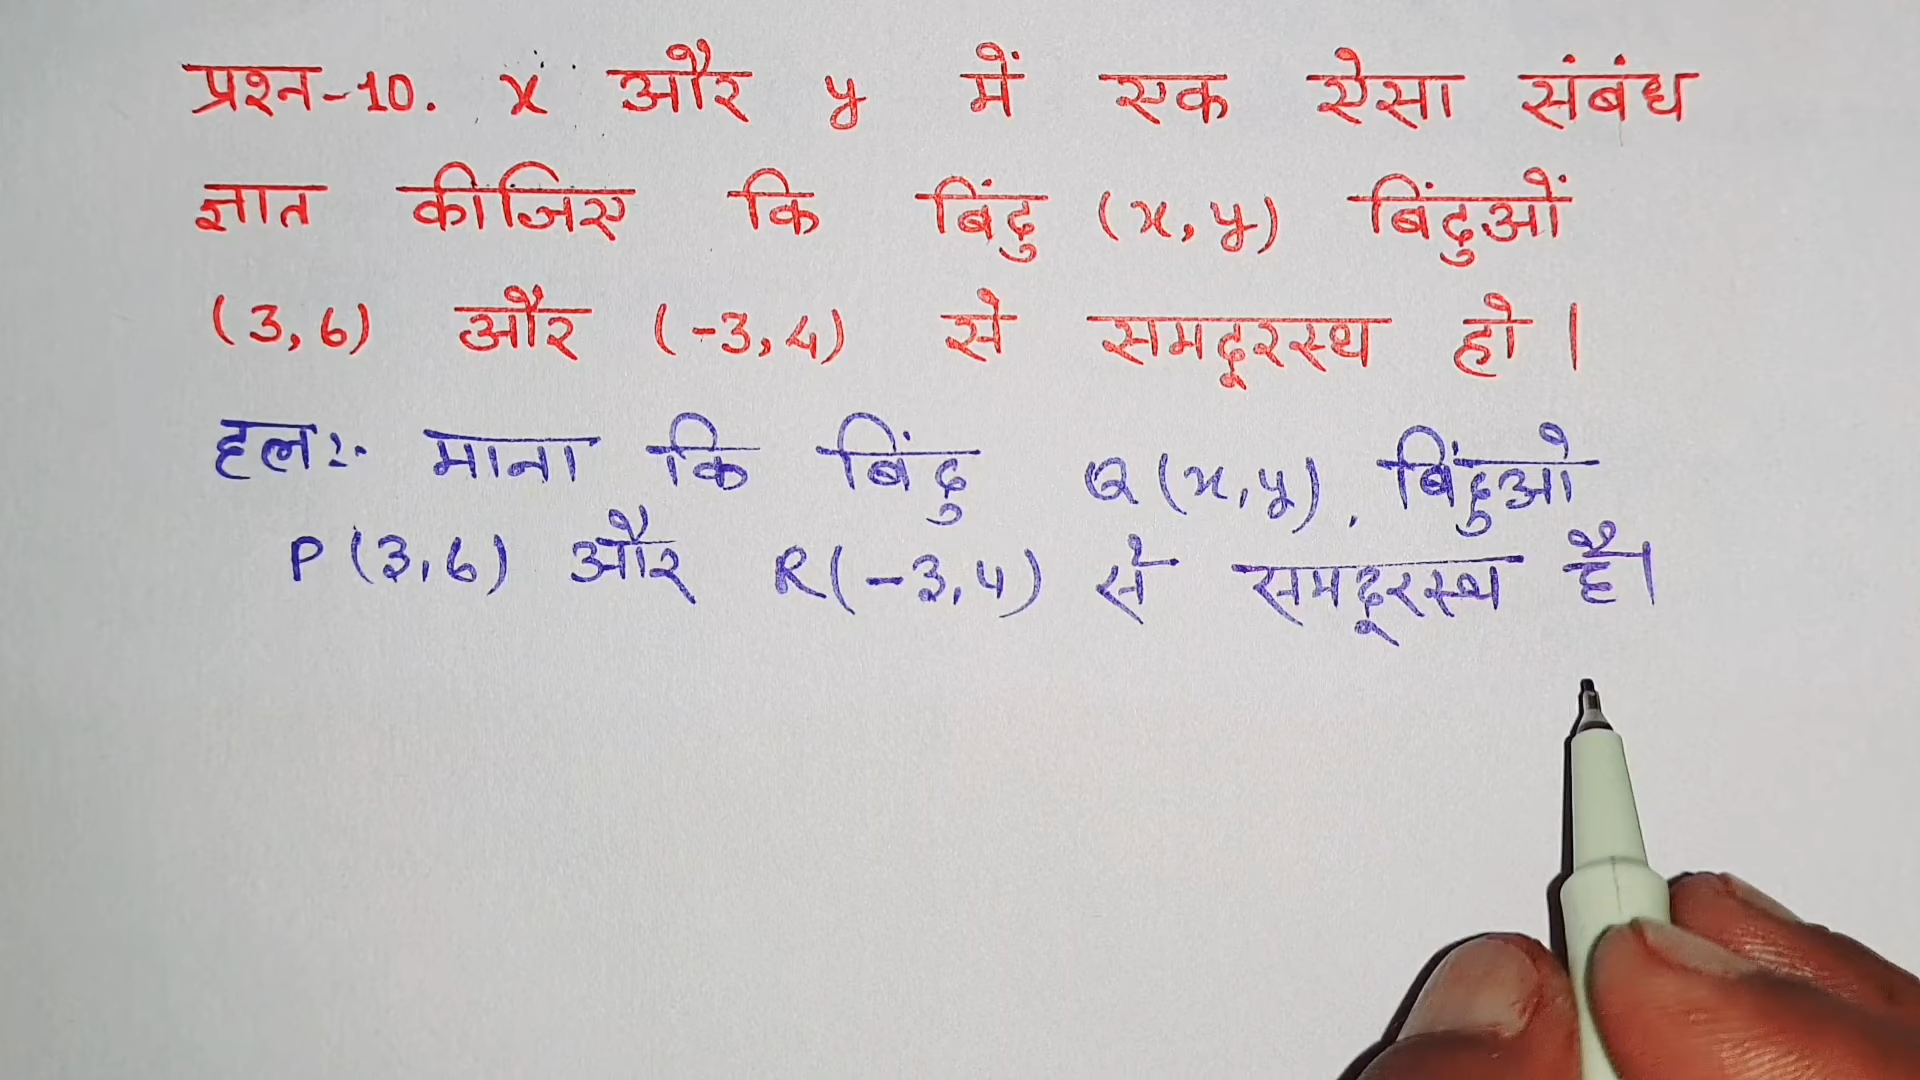 प्रश्न-10. x और y में एक ऐसा संबंध
ज्ञात कीजिए कि बिंदु (x, y) बिंदुओं
(3, 6) और (-3, 4) से समदूरस्थ हो।
हलः- माना कि बिंदु Q(x, y), बिंदुओ
P(3, 6) और R(-3, 4) से समदूरस्थ है।